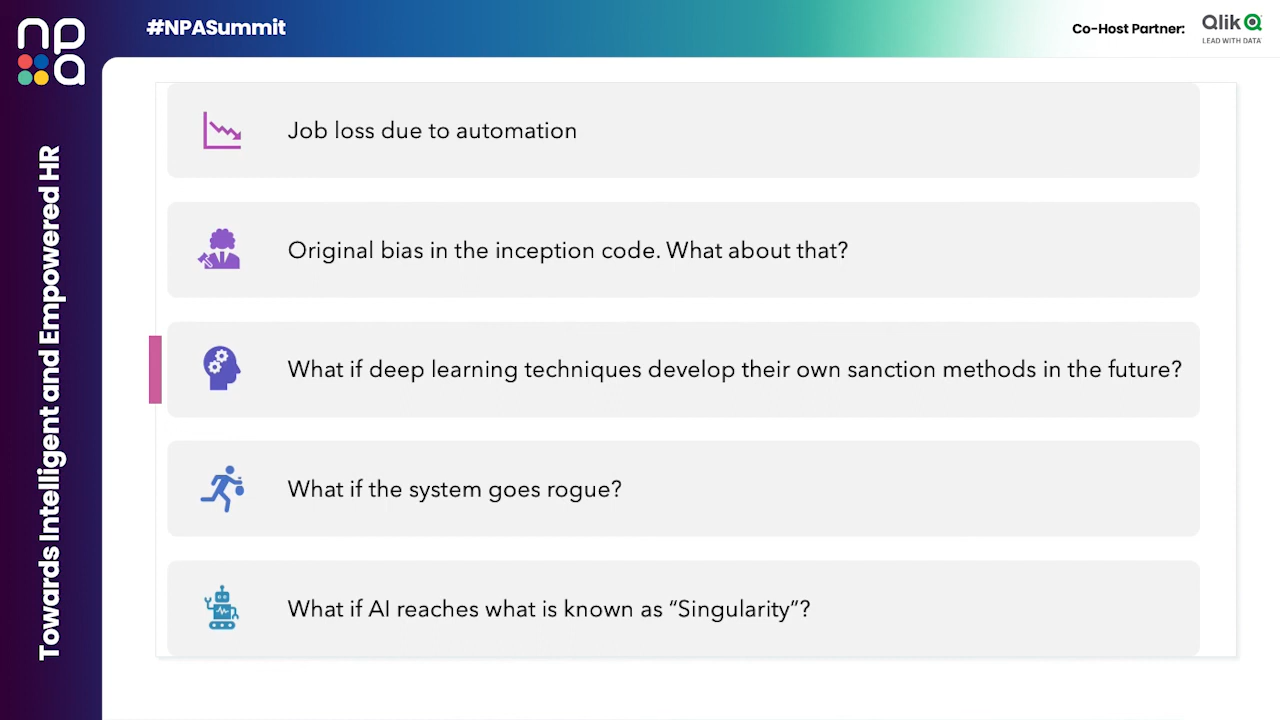 npa
#NPASummit
Co-Host Partner:
Qlik
LEAD WITH DATA
Towards Intelligent and Empowered HR
Job loss due to automation
Original bias in the inception code. What about that?
What if deep learning techniques develop their own sanction methods in the future?
What if the system goes rogue?
What if AI reaches what is known as “Singularity”?